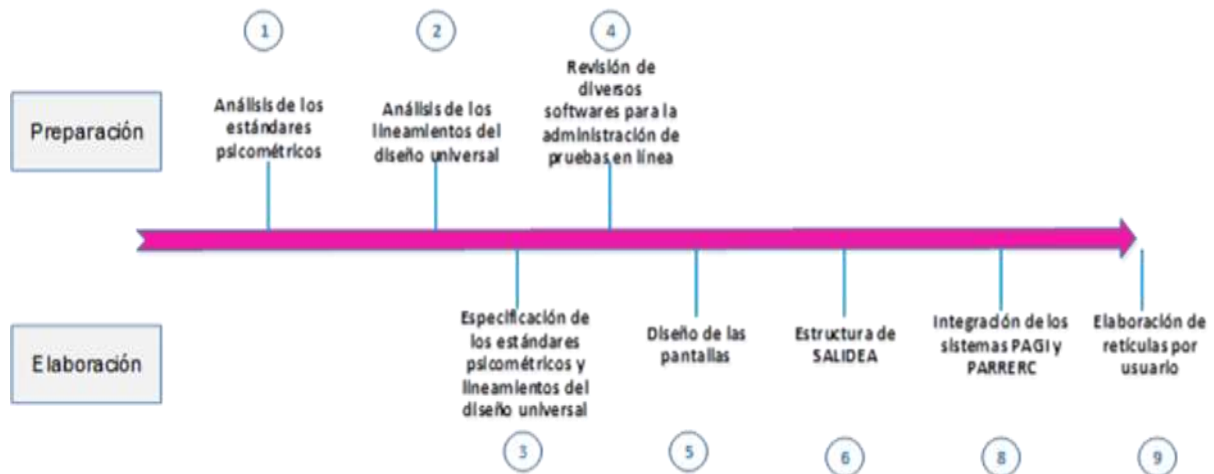 1
2
4
Preparación
Análisis de los
estándares
psicométricos
Análisis de los
lineamientos del
diseño universal
Revisión de
diversos
softwares para la
administración de
pruebas en línea
Elaboración
Especificación de
los estándares
psicométricos y
lineamientos del
diseño universal
Diseño de las
pantallas
Estructura de
SALIDEA
Integración de los
sistemas PAGI y
PARRERC
Elaboración de
retículas por
usuario
3
5
6
8
9